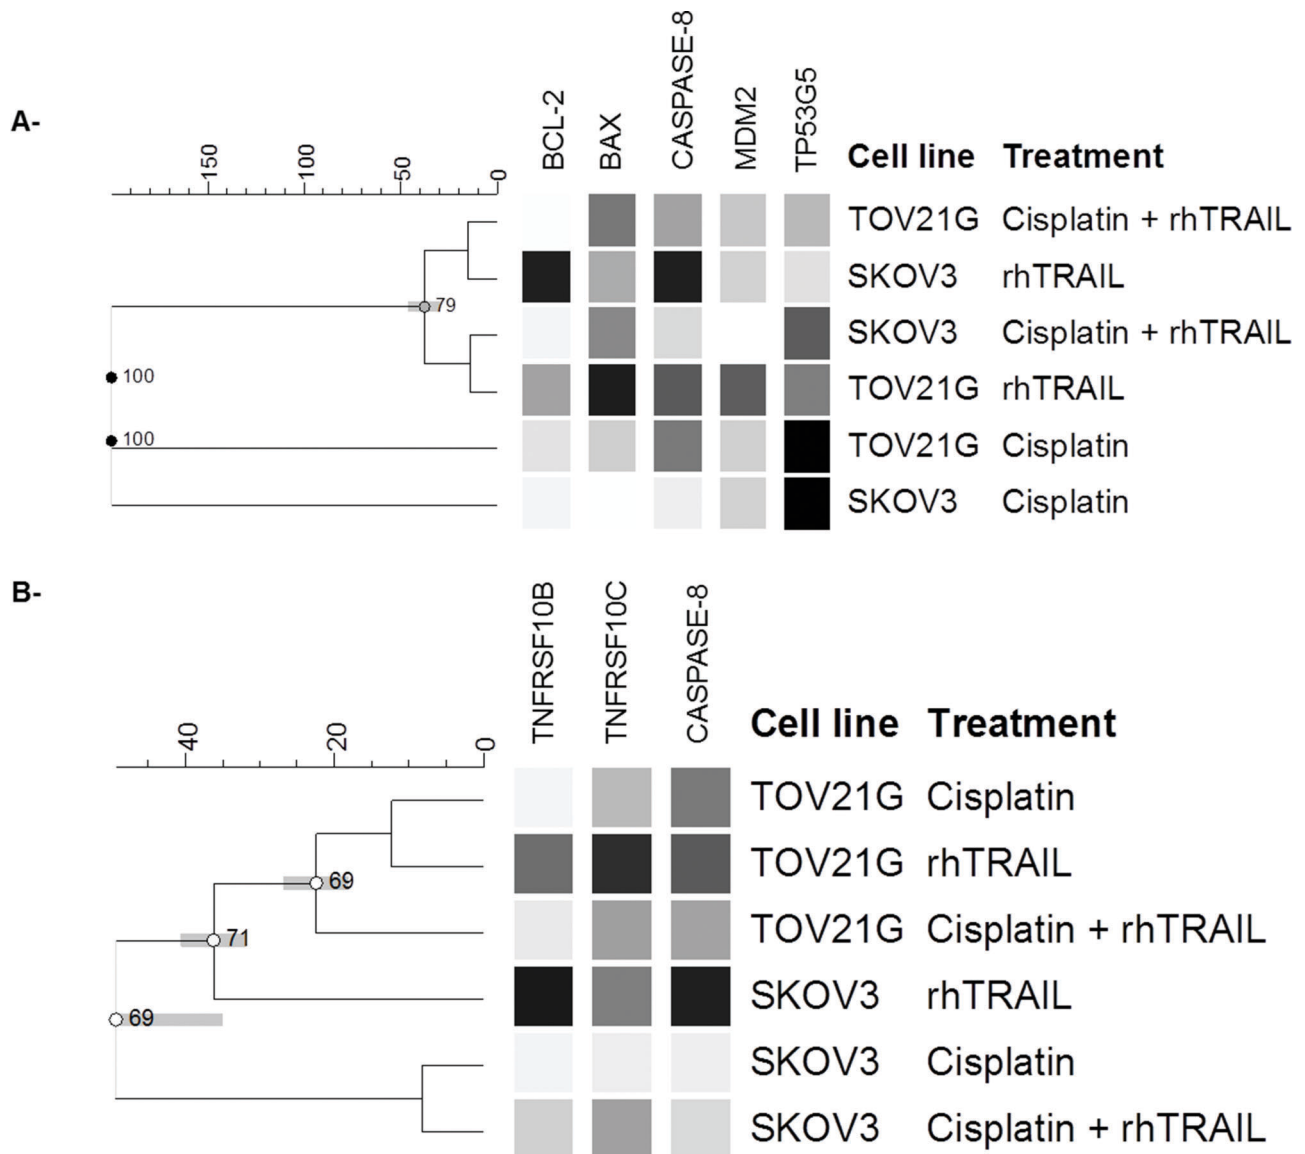 A-
150 100 50 0
BCL-2 BAX CASPASE-8 MDM2 TP53G5
Cell line Treatment
TOV21G Cisplatin + rhTRAIL
SKOV3 rhTRAIL
79
SKOV3 Cisplatin + rhTRAIL
100
TOV21G rhTRAIL
100
TOV21G Cisplatin
SKOV3 Cisplatin
B-
40 20 0
TNFRSF10B TNFRSF10C CASPASE-8
Cell line Treatment
TOV21G Cisplatin
TOV21G rhTRAIL
69
TOV21G Cisplatin + rhTRAIL
71
SKOV3 rhTRAIL
69
SKOV3 Cisplatin
SKOV3 Cisplatin + rhTRAIL